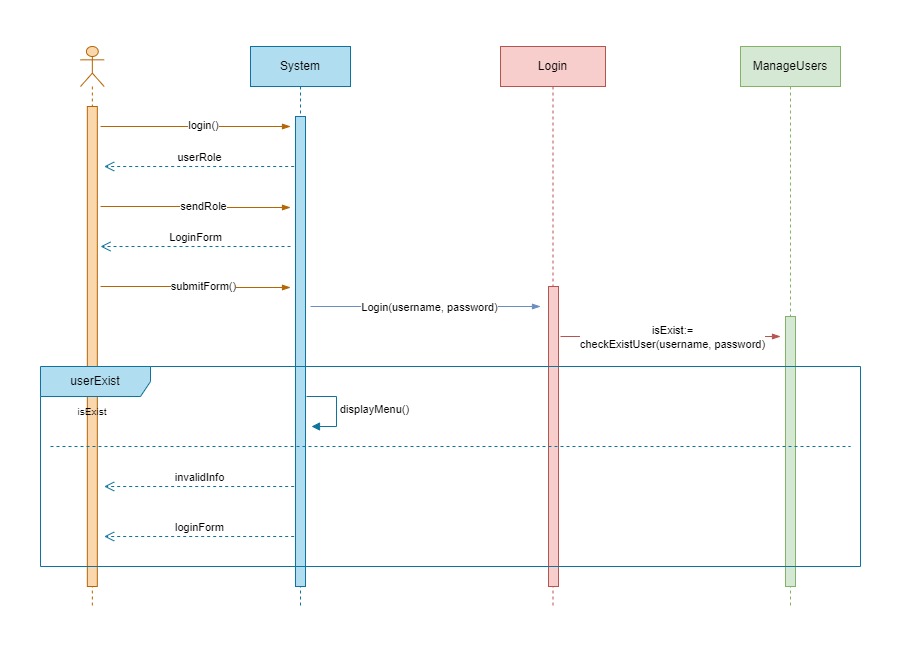 System
Login
ManageUsers
login()
userRole
sendRole
LoginForm
submitForm()
Login(username, password)
isExist:=
checkExistUser(username, password)
userExist
isExist
displayMenu()
invalidInfo
loginForm